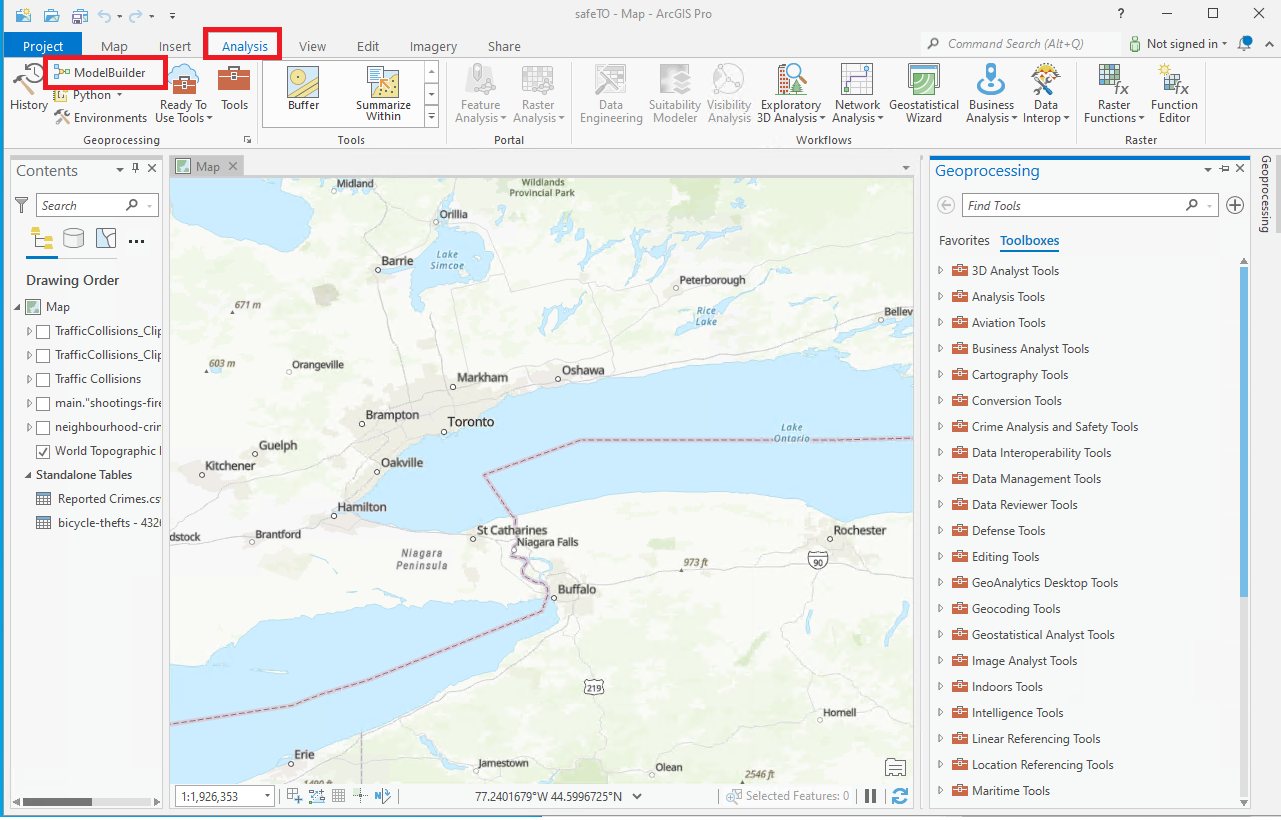 safeTO - Map - ArcGIS Pro
?
Project Map Insert Analysis View Edit Imagery Share
Command Search (Alt+Q)
Not signed in
ModelBuilder
Python
Environments
History
Ready To
Use Tools
Tools
Geoprocessing
Buffer
Summarize
Within
Tools
Feature
Analysis
Raster
Analysis
Portal
Data
Engineering
Suitability
Modeler
Visibility
Analysis
Exploratory
3D Analysis
Network
Analysis
Geostatistical
Wizard
Business
Analysis
Data
Interop
Workflows
Raster
Functions
Function
Editor
Raster
Contents
Search
Drawing Order
Map
TrafficCollisions_Clip
TrafficCollisions_Clip
Traffic Collisions
main."shootings-fire
neighbourhood-crin
World Topographic
Standalone Tables
Reported Crimes.cs
bicycle-thefts - 4326
Map
Midland
Wildlands
Provincial Park
Orillia
Lake
Simcoe
Barrie
Peterborough
671 m
Rice
Lake
Bellev
603 m
Orangeville
Markham
Oshawa
Brampton
Toronto
Lake
Ontario
Guelph
Kitchener
Oakville
Hamilton
St Catharines
Rochester
dstock
Brantford
Niagara Falls
Niagara
Peninsula
973 ft
90
Buffalo
219
Hornell
Erie
Jamestown
Olean
1490 ft
2546 ft
1:1,926,353
77.2401679°W 44.5996725°N
Selected Features: 0
Geoprocessing
Find Tools
Favorites Toolboxes
3D Analyst Tools
Analysis Tools
Aviation Tools
Business Analyst Tools
Cartography Tools
Conversion Tools
Crime Analysis and Safety Tools
Data Interoperability Tools
Data Management Tools
Data Reviewer Tools
Defense Tools
Editing Tools
GeoAnalytics Desktop Tools
Geocoding Tools
Geostatistical Analyst Tools
Image Analyst Tools
Indoors Tools
Intelligence Tools
Linear Referencing Tools
Location Referencing Tools
Maritime Tools
Geoprocessing